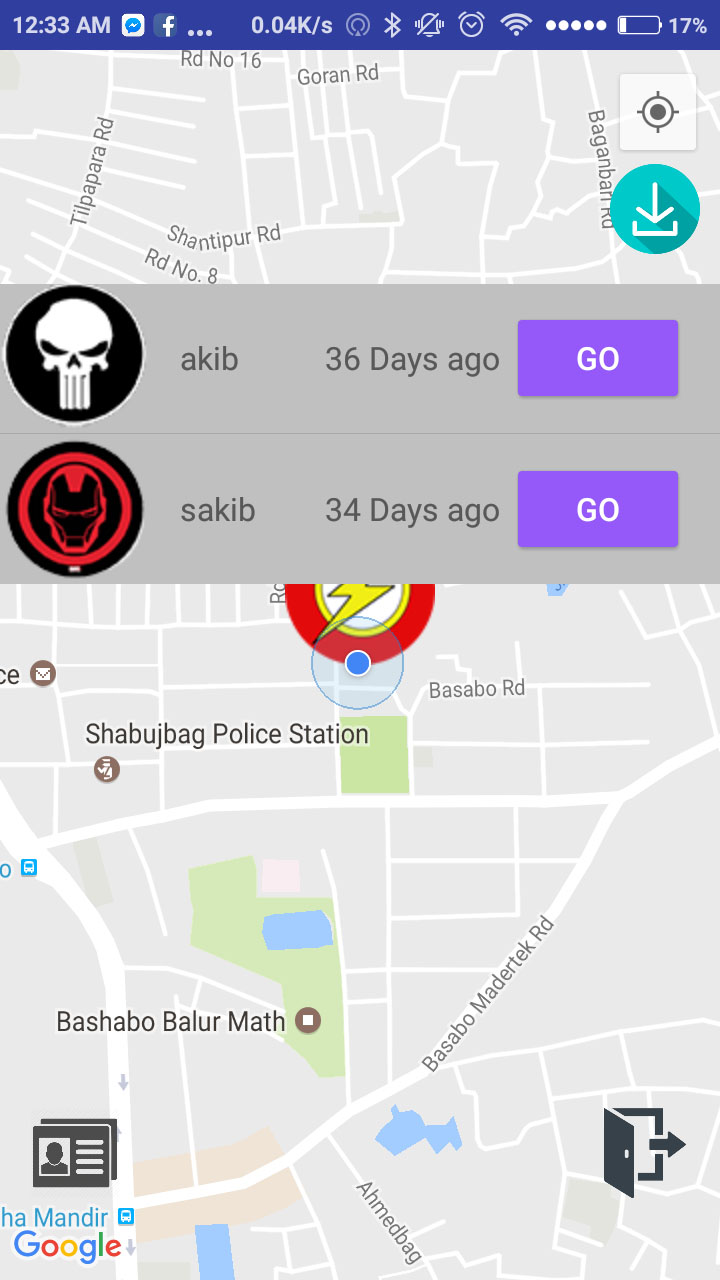 12:33 AM ... 0.04K/s 17%
Rd No 16
Goran Rd
Tilpapara Rd
Baganbari Rd
Shantipur Rd
Rd No. 8
akib 36 Days ago GO
sakib 34 Days ago GO
Basabo Rd
Shabujbag Police Station
Basabo Madertek Rd
Bashabo Balur Math
Ahmedbag
ha Mandir
Google